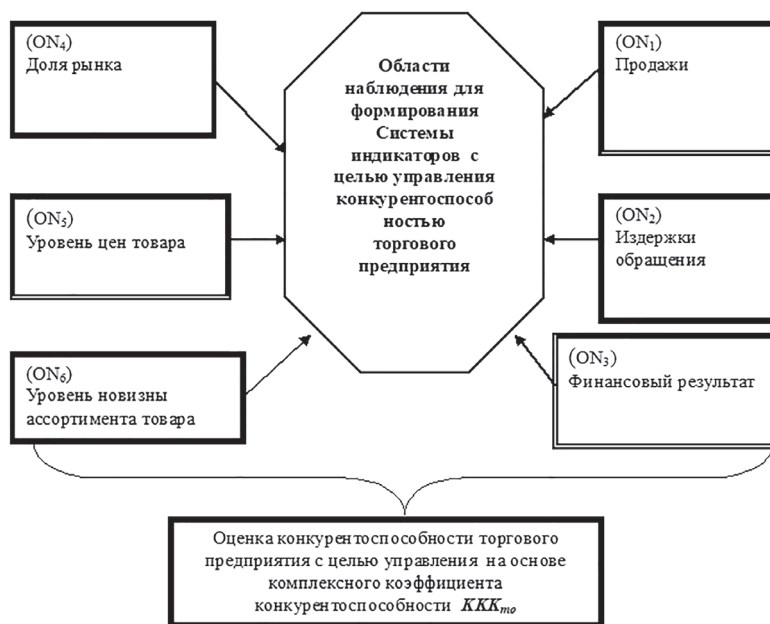 (ON₄)
Доля рынка
(ON₅)
Уровень цен товара
(ON₆)
Уровень новизны
ассортимента товара
Области
наблюдения для
формирования
Системы
индикаторов с
целью управления
конкурентоспособ
ностью
торгового
предприятия
(ON₁)
Продажи
(ON₂)
Издержки
обращения
(ON₃)
Финансовый результат
Оценка конкурентоспособности торгового
предприятия с целью управления на основе
комплексного коэффициента
конкурентоспособности KKKто